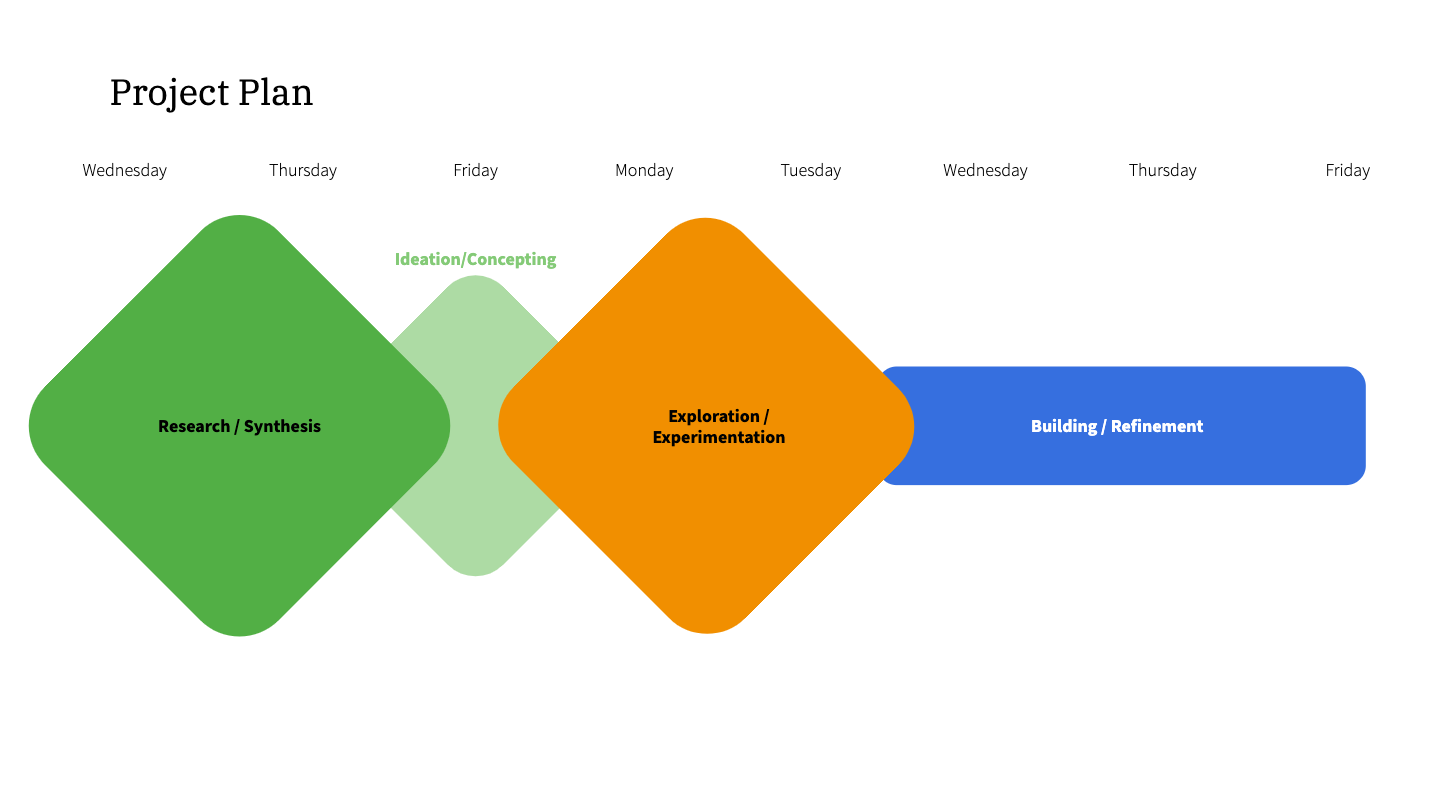 Project Plan
Wednesday Thursday Friday Monday Tuesday Wednesday Thursday Friday
Ideation/Concepting
Research / Synthesis
Exploration /
Experimentation
Building / Refinement